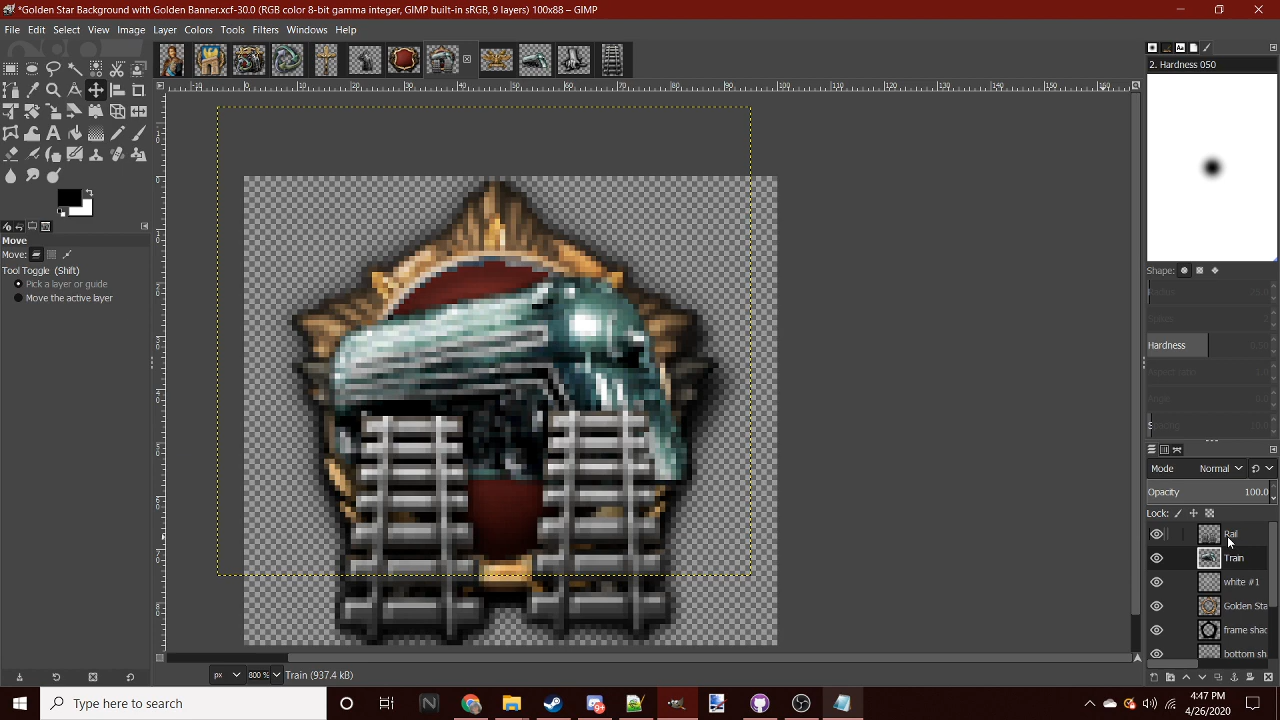 *Golden Star Background with Golden Banner.xcf-30.0 (RGB color 8-bit gamma integer, GIMP built-in sRGB, 9 layers) 100x88 – GIMP
File Edit Select View Image Layer Colors Tools Filters Windows Help
2. Hardness 050
Move
Move:
Tool Toggle (Shift)
Pick a layer or guide
Move the active layer
Shape:
Hardness
Mode Normal
Opacity 100.0
Lock:
Rail
Train
white #1
Golden Sta
frame shad
bottom sh
px 800 % Train (937.4 kB)
Type here to search
4:47 PM
4/26/2020